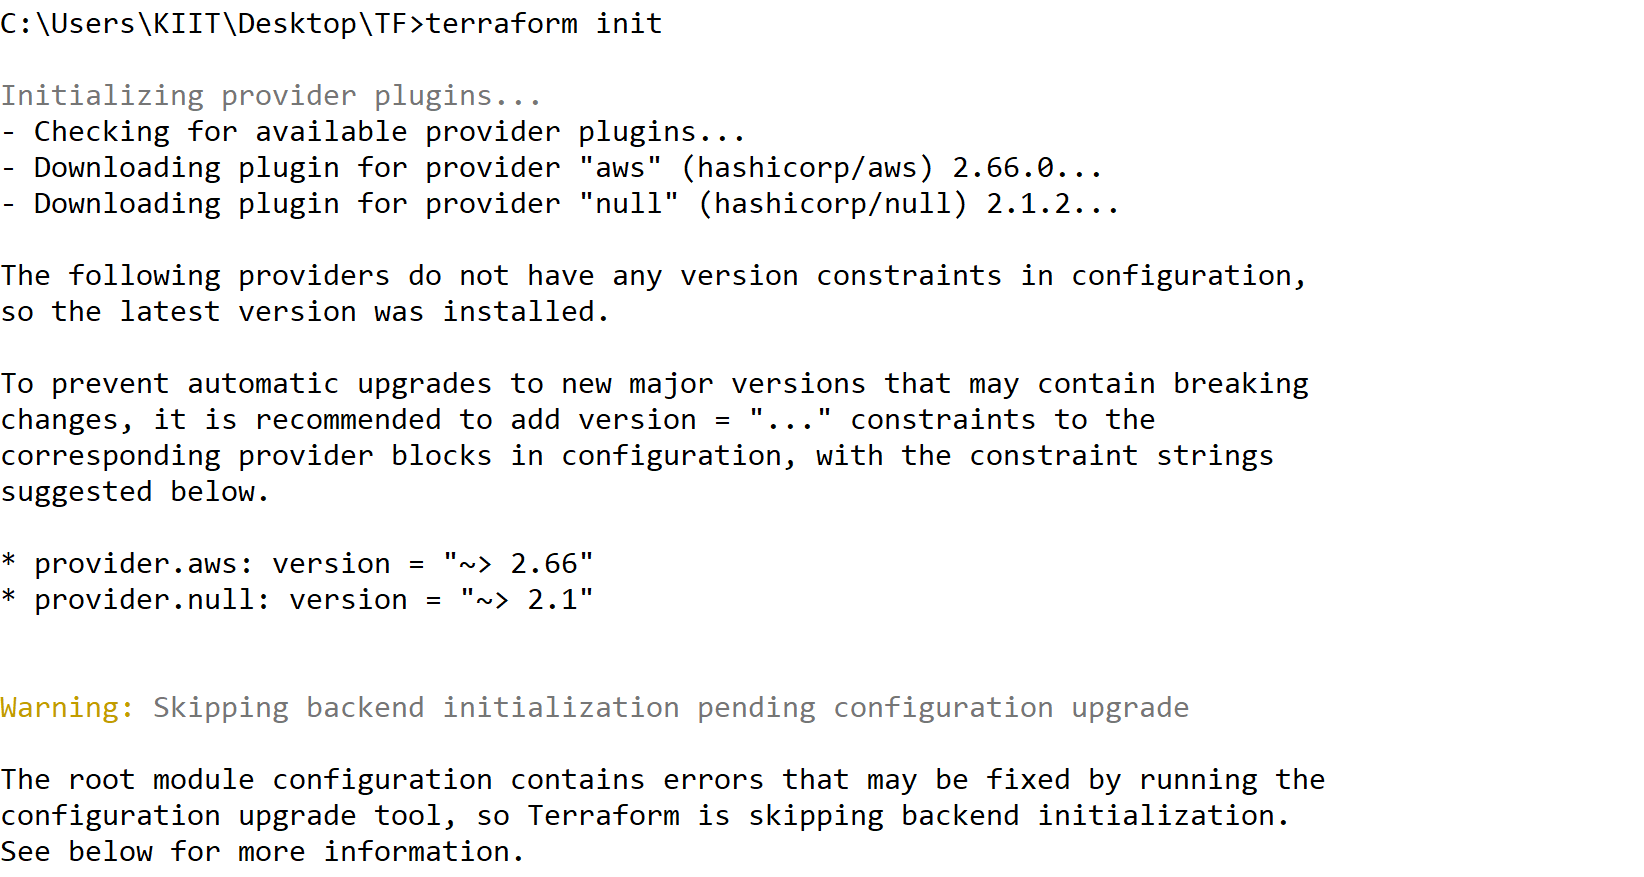 C:\Users\KIIT\Desktop\TF>terraform init
Initializing provider plugins...
- Checking for available provider plugins...
- Downloading plugin for provider "aws" (hashicorp/aws) 2.66.0...
- Downloading plugin for provider "null" (hashicorp/null) 2.1.2...
The following providers do not have any version constraints in configuration,
so the latest version was installed.
To prevent automatic upgrades to new major versions that may contain breaking
changes, it is recommended to add version = "..." constraints to the
corresponding provider blocks in configuration, with the constraint strings
suggested below.
* provider.aws: version = "~> 2.66"
* provider.null: version = "~> 2.1"
Warning: Skipping backend initialization pending configuration upgrade
The root module configuration contains errors that may be fixed by running the
configuration upgrade tool, so Terraform is skipping backend initialization.
See below for more information.